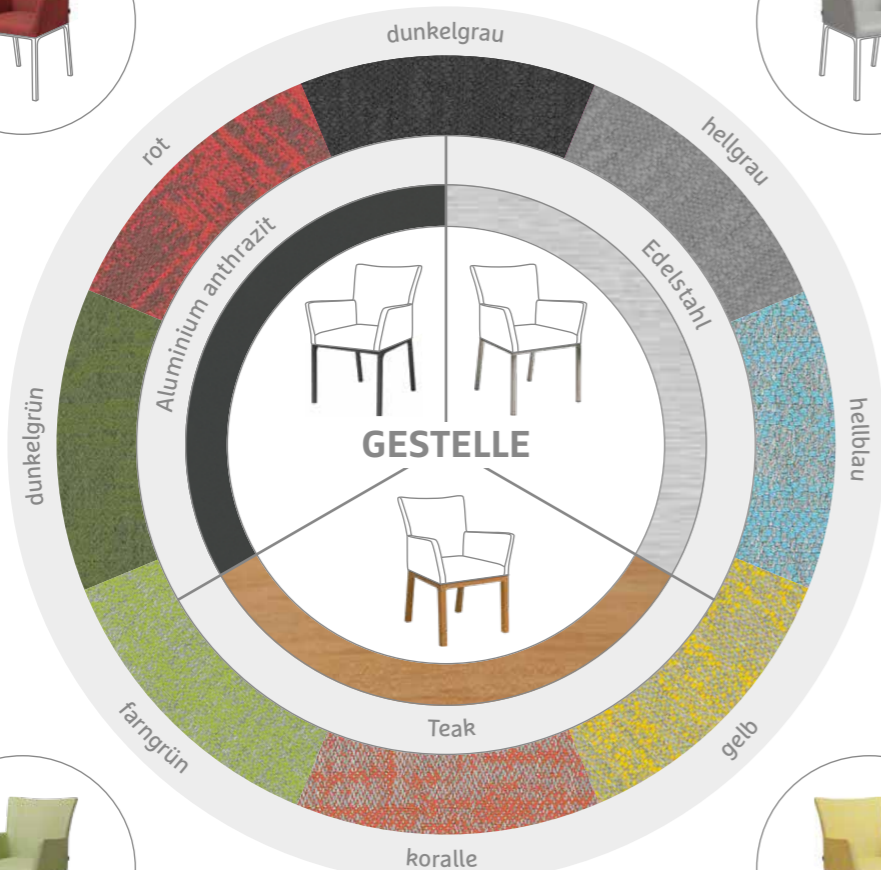 dunkelgrau
rot
hellgrau
Aluminium anthrazit
Edelstahl
dunkelgrün
hellblau
GESTELLE
farngrün
Teak
gelb
koralle